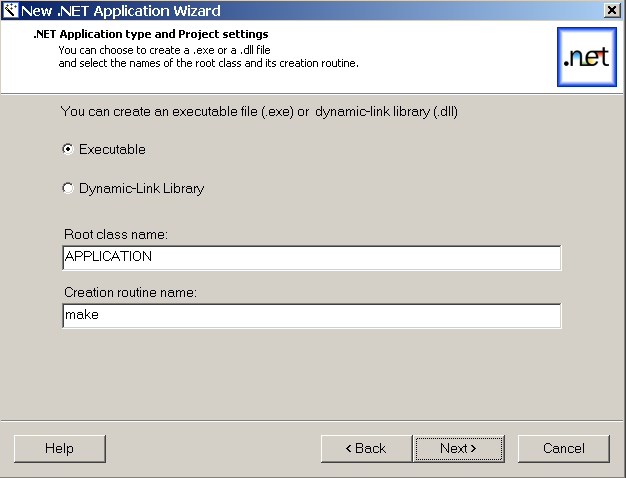 New .NET Application Wizard
.NET Application type and Project settings
You can choose to create a .exe or a .dll file
and select the names of the root class and its creation routine.
.net
You can create an executable file (.exe) or dynamic-link library (.dll)
Executable
Dynamic-Link Library
Root class name:
APPLICATION
Creation routine name:
make
Help
< Back
Next >
Cancel